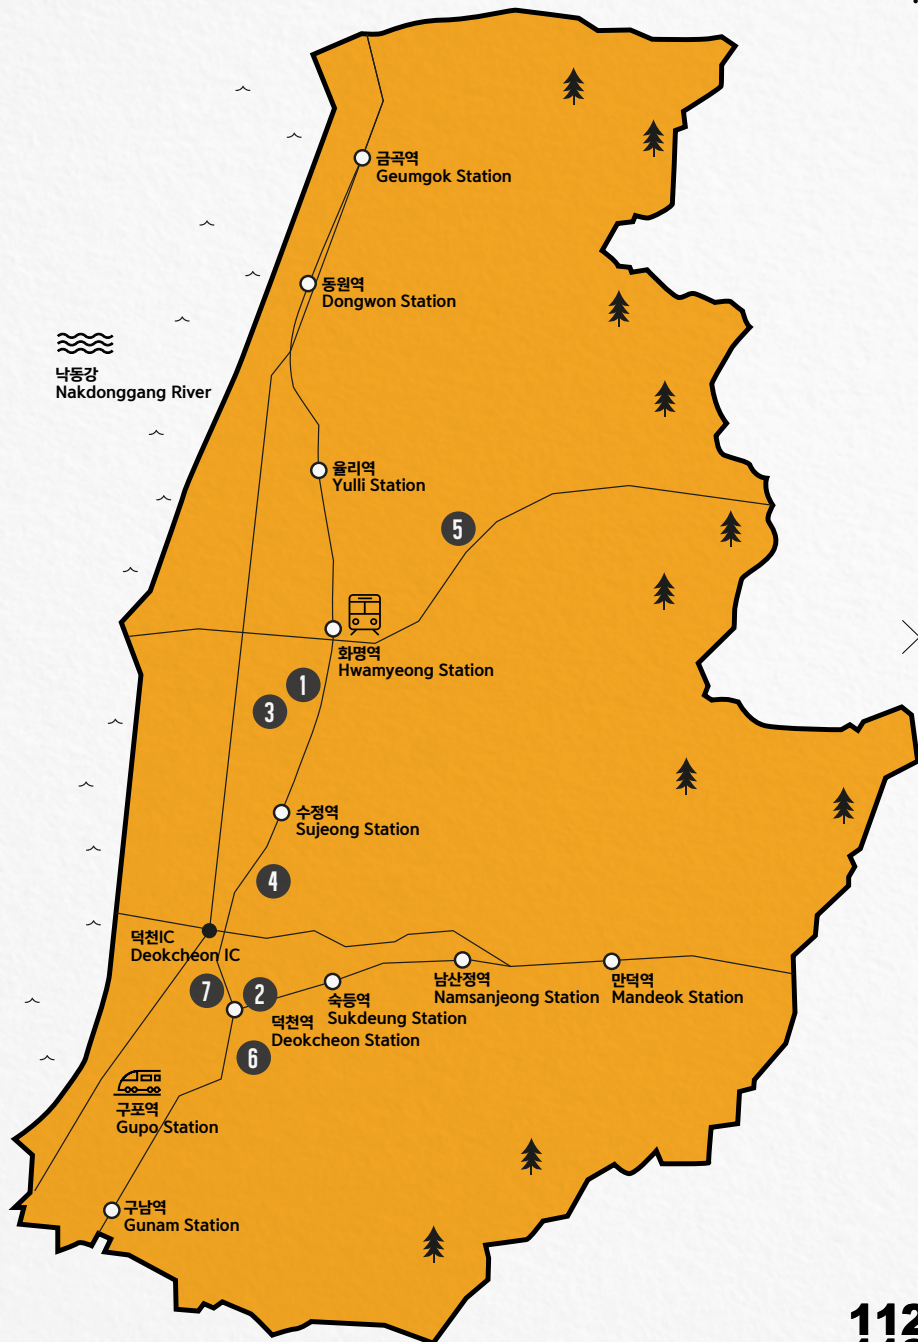 금곡역
Geumgok Station
동원역
Dongwon Station
낙동강
Nakdonggang River
율리역
Yulli Station
5
화명역
Hwamyeong Station
1
3
수정역
Sujeong Station
4
덕천IC
Deokcheon IC
남산정역
Namsanjeong Station
만덕역
Mandeok Station
7
2
숙등역
Sukdeung Station
덕천역
Deokcheon Station
6
구포역
Gupo Station
구남역
Gunam Station
112